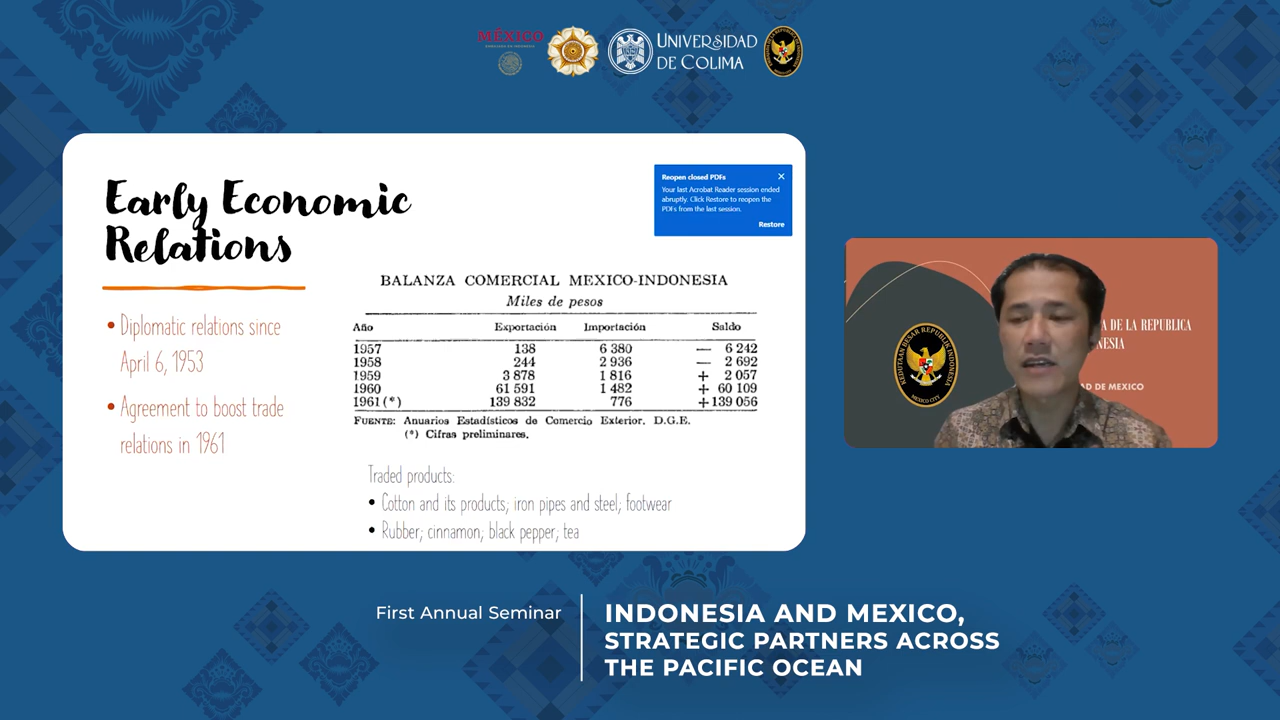 MÉXICO
UNIVERSIDAD
DE COLIMA
Early Economic
Relations
• Diplomatic relations since
April 6, 1953
• Agreement to boost trade
relations in 1961
Reopen closed PDFs
Your last Acrobat Reader session ended
abruptly. Click Restore to reopen the
PDFs from the last session.
Restore
BALANZA COMERCIAL MEXICO-INDONESIA
Miles de pesos
Año Exportación Importación Saldo
1957 138 6 380 — 6 242
1958 244 2 936 — 2 692
1959 3 878 1 816 + 2 057
1960 61 591 1 482 + 60 109
1961 (*) 139 832 776 + 139 056
FUENTE: Anuarios Estadísticos de Comercio Exterior. D.G.E.
(*) Cifras preliminares.
Traded products:
• Cotton and its products; iron pipes and steel; footwear
• Rubber; cinnamon; black pepper; tea
KEDUTAAN BESAR REPUBLIK INDONESIA
MEXICO CITY
A DE LA REPUBLICA
NESIA
AD DE MEXICO
First Annual Seminar
INDONESIA AND MEXICO,
STRATEGIC PARTNERS ACROSS
THE PACIFIC OCEAN